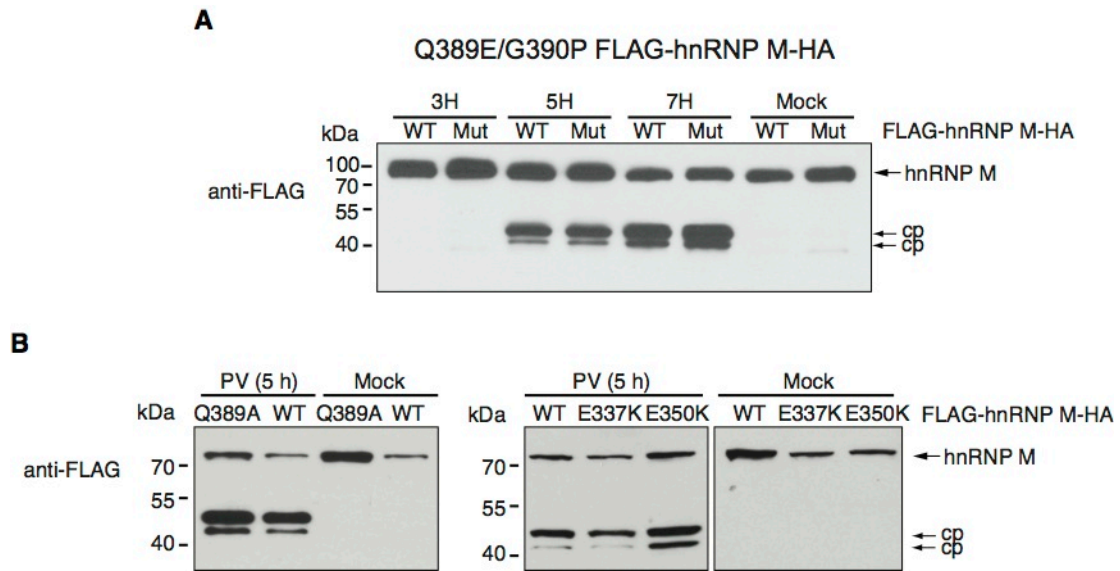 A
Q389E/G390P FLAG-hnRNP M-HA
3H 5H 7H Mock
kDa WT Mut WT Mut WT Mut WT Mut FLAG-hnRNP M-HA
100 hnRNP M
anti-FLAG 70
55
cp
40 cp
B
PV (5 h) Mock PV (5 h) Mock
kDa Q389A WT Q389A WT kDa WT E337K E350K WT E337K E350K FLAG-hnRNP M-HA
anti-FLAG 70 70 hnRNP M
55 55
cp
40 40 cp